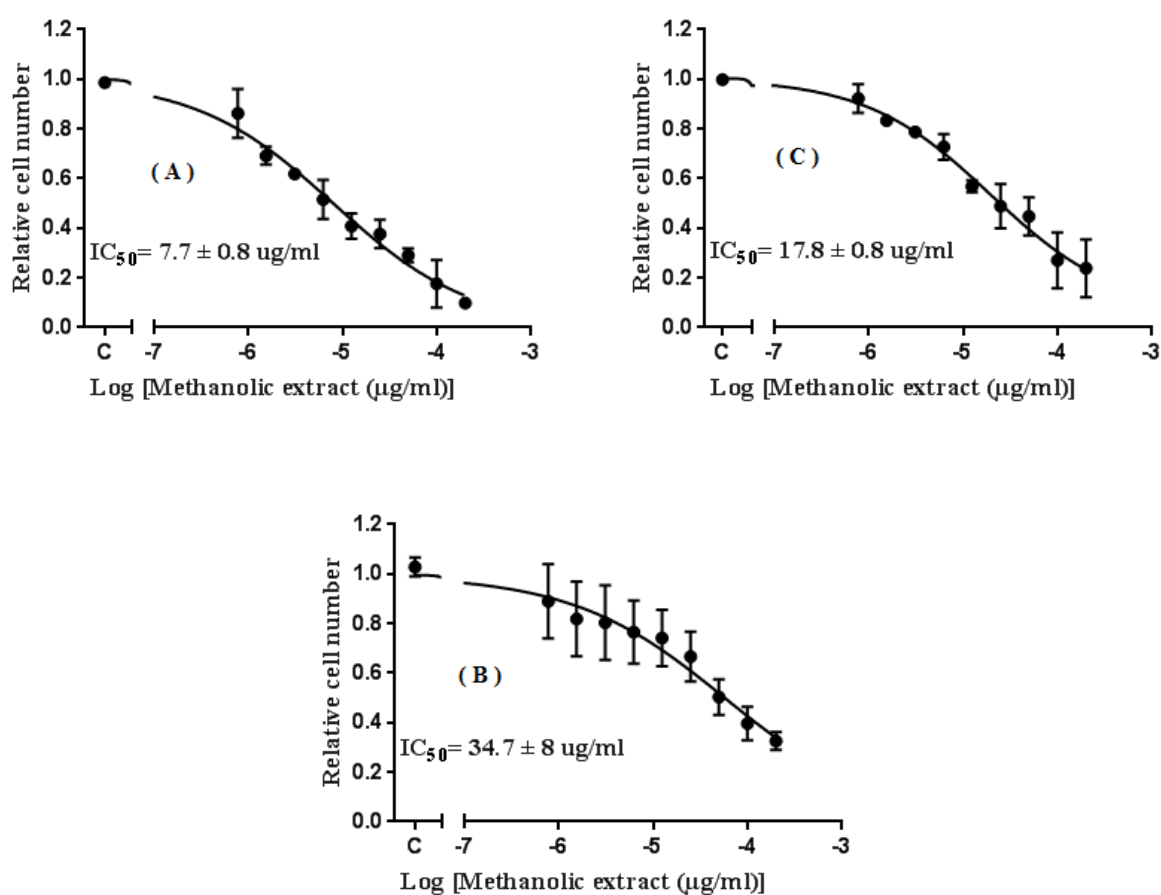 1.2
1.0
0.8
0.6
0.4
0.2
0.0
Relative cell number
( A )
IC50= 7.7 ± 0.8 ug/ml
C -7 -6 -5 -4 -3
Log [Methanolic extract (µg/ml)]
1.2
1.0
0.8
0.6
0.4
0.2
0.0
Relative cell number
( C )
IC50= 17.8 ± 0.8 ug/ml
C -7 -6 -5 -4 -3
Log [Methanolic extract (µg/ml)]
1.2
1.0
0.8
0.6
0.4
0.2
0.0
Relative cell number
( B )
IC50= 34.7 ± 8 ug/ml
C -7 -6 -5 -4 -3
Log [Methanolic extract (µg/ml)]